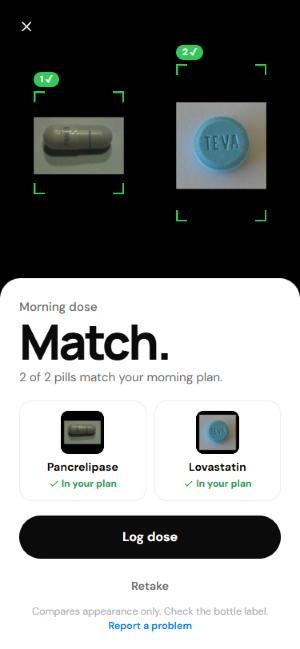 1 ✓
2 ✓
TEVA
Morning dose
Match.
2 of 2 pills match your morning plan.
Pancrelipase
✓ In your plan
Lovastatin
✓ In your plan
Log dose
Retake
Compares appearance only. Check the bottle label.
Report a problem